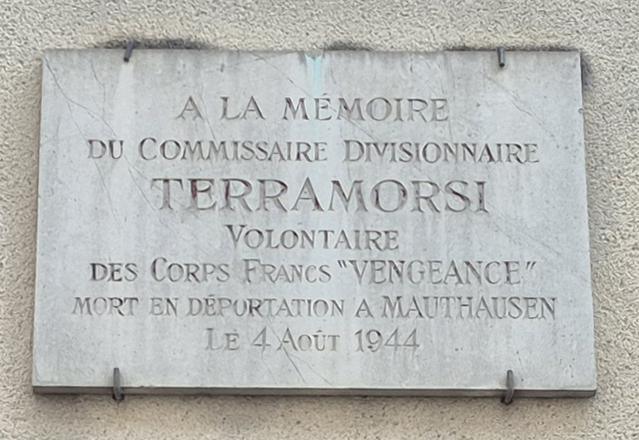 A LA MÉMOIRE
DU COMMISSAIRE DIVISIONNAIRE
TERRAMORSI
VOLONTAIRE
DES CORPS FRANCS "VENGEANCE"
MORT EN DÉPORTATION A MAUTHAUSEN
LE 4 AOÛT 1944